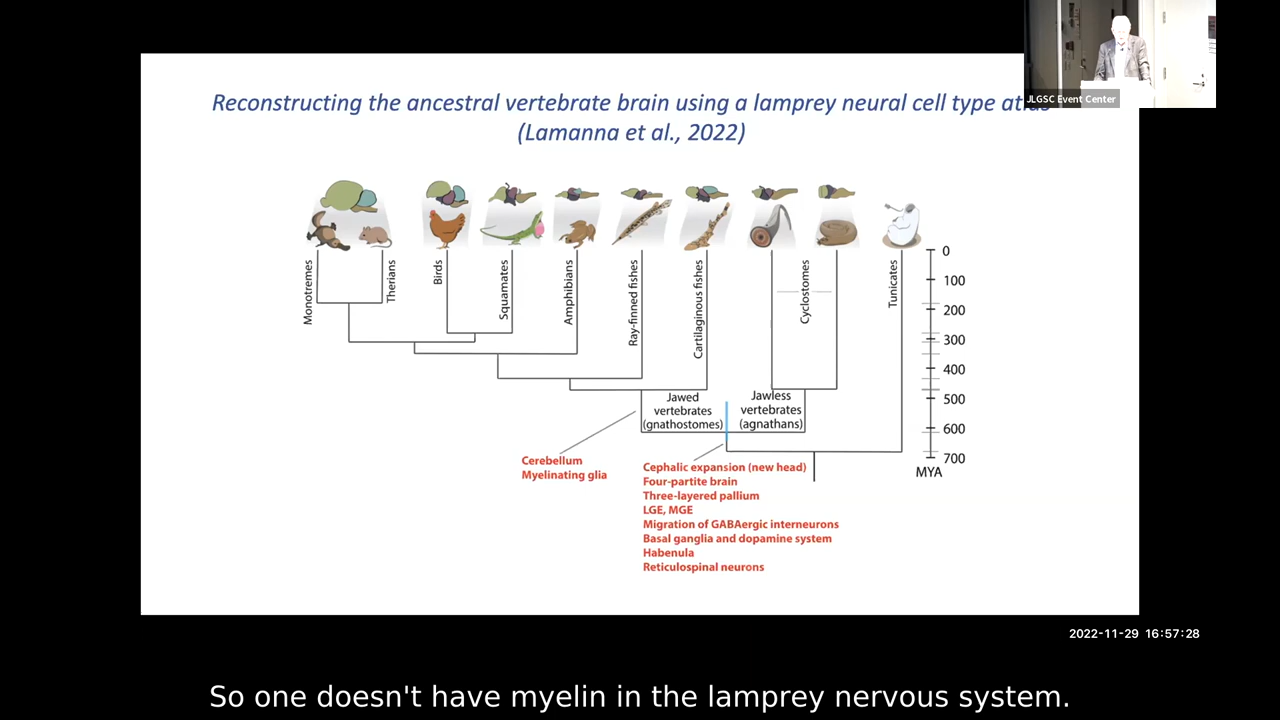 Reconstructing the ancestral vertebrate brain using a lamprey neural cell type atlas
(Lamanna et al., 2022)
JLGSC Event Center
Monotremes
Therians
Birds
Squamates
Amphibians
Ray-finned fishes
Cartilaginous fishes
Cyclostomes
Tunicates
0
100
200
300
400
500
600
700
MYA
Jawed
vertebrates
(gnathostomes)
Jawless
vertebrates
(agnathans)
Cerebellum
Myelinating glia
Cephalic expansion (new head)
Four-partite brain
Three-layered pallium
LGE, MGE
Migration of GABAergic interneurons
Basal ganglia and dopamine system
Habenula
Reticulospinal neurons
2022-11-29 16:57:28
So one doesn't have myelin in the lamprey nervous system.